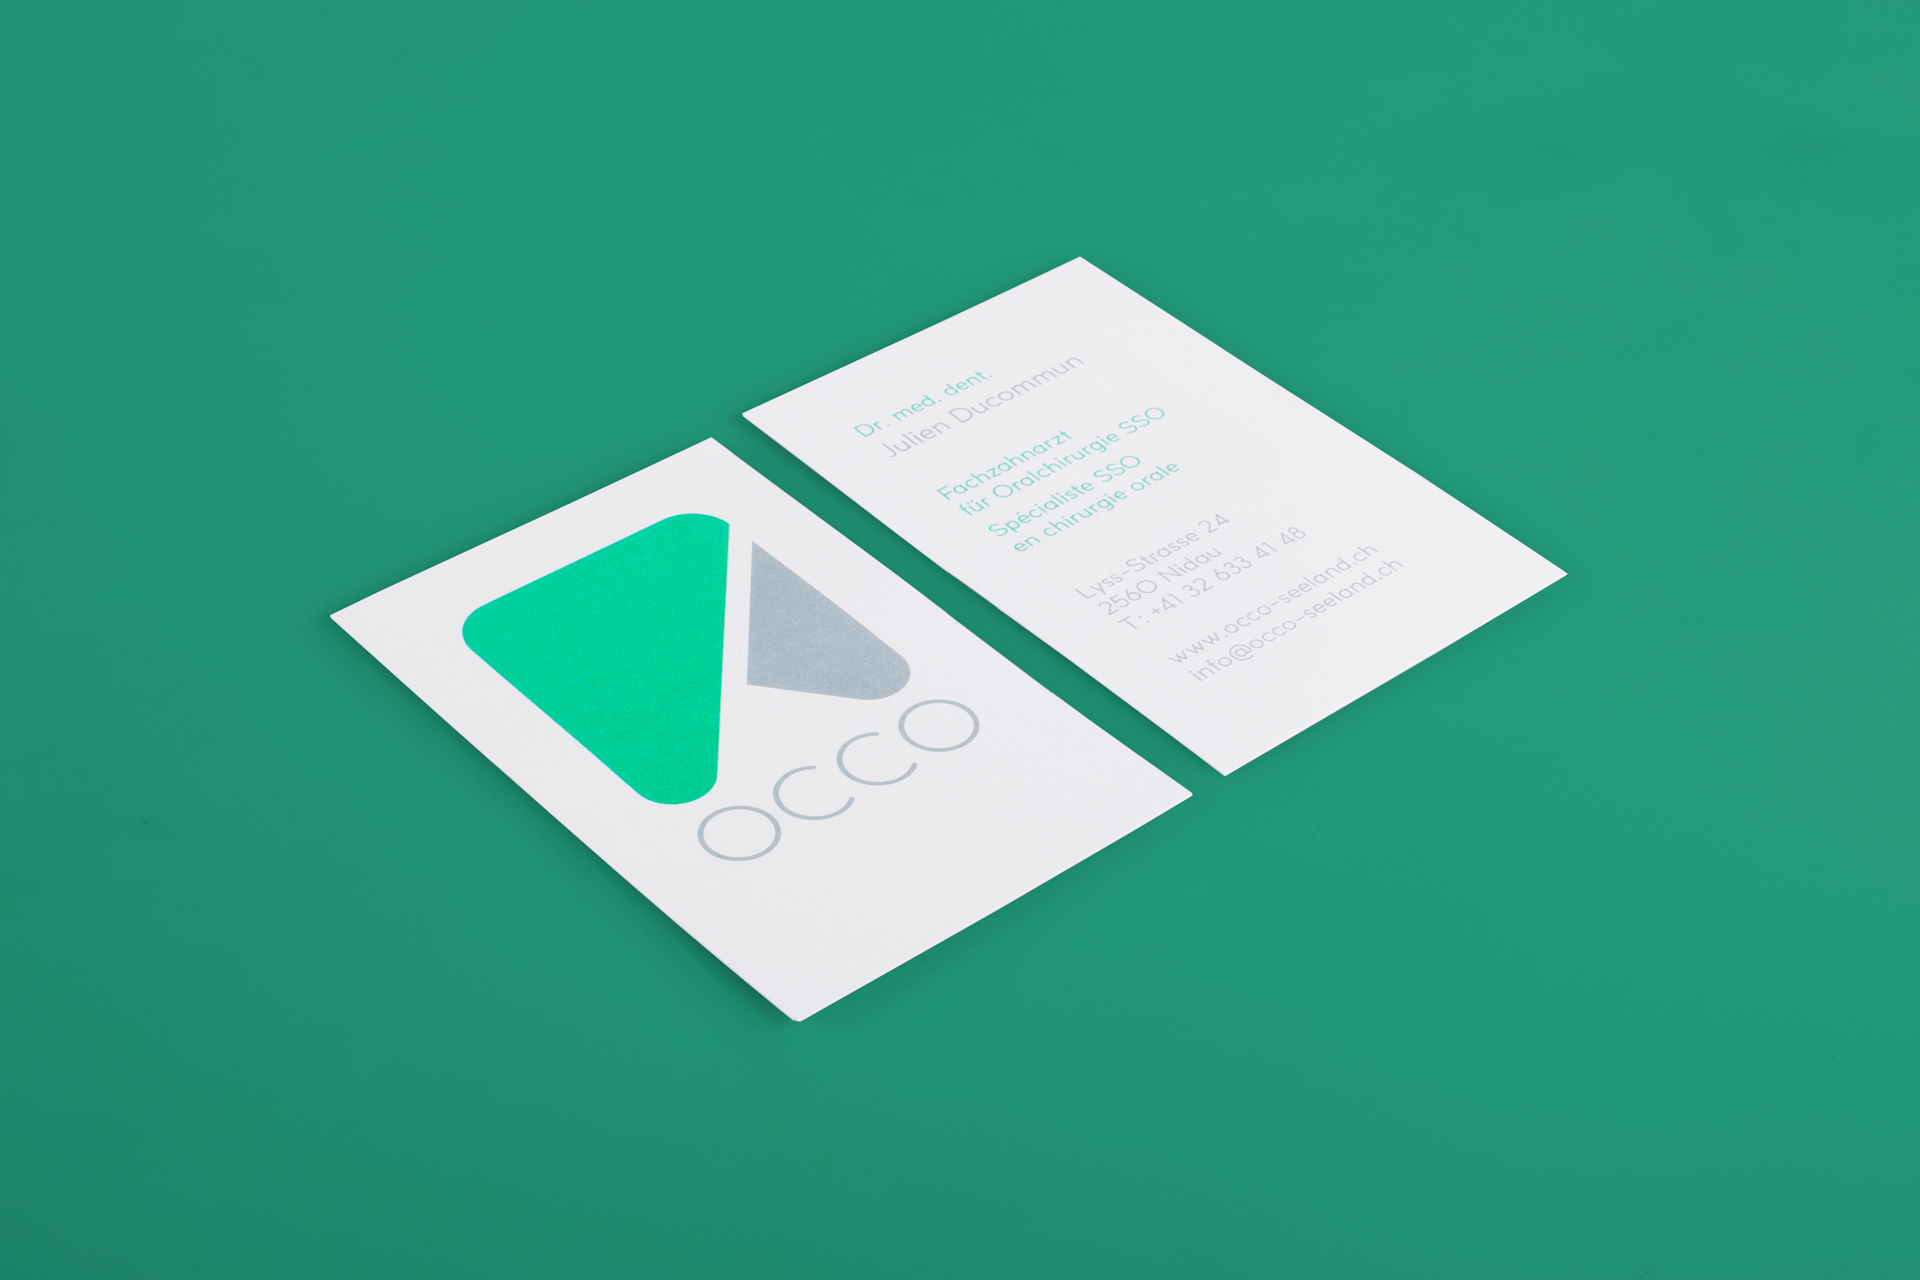 OCCO
Dr. med. dent.
Julien Ducommun
Fachzahnarzt
für Oralchirurgie SSO
Spécialiste SSO
en chirurgie orale
Lyss-Strasse 24
2560 Nidau
T: +41 32 633 41 48
www.occo-seeland.ch
info@occo-seeland.ch